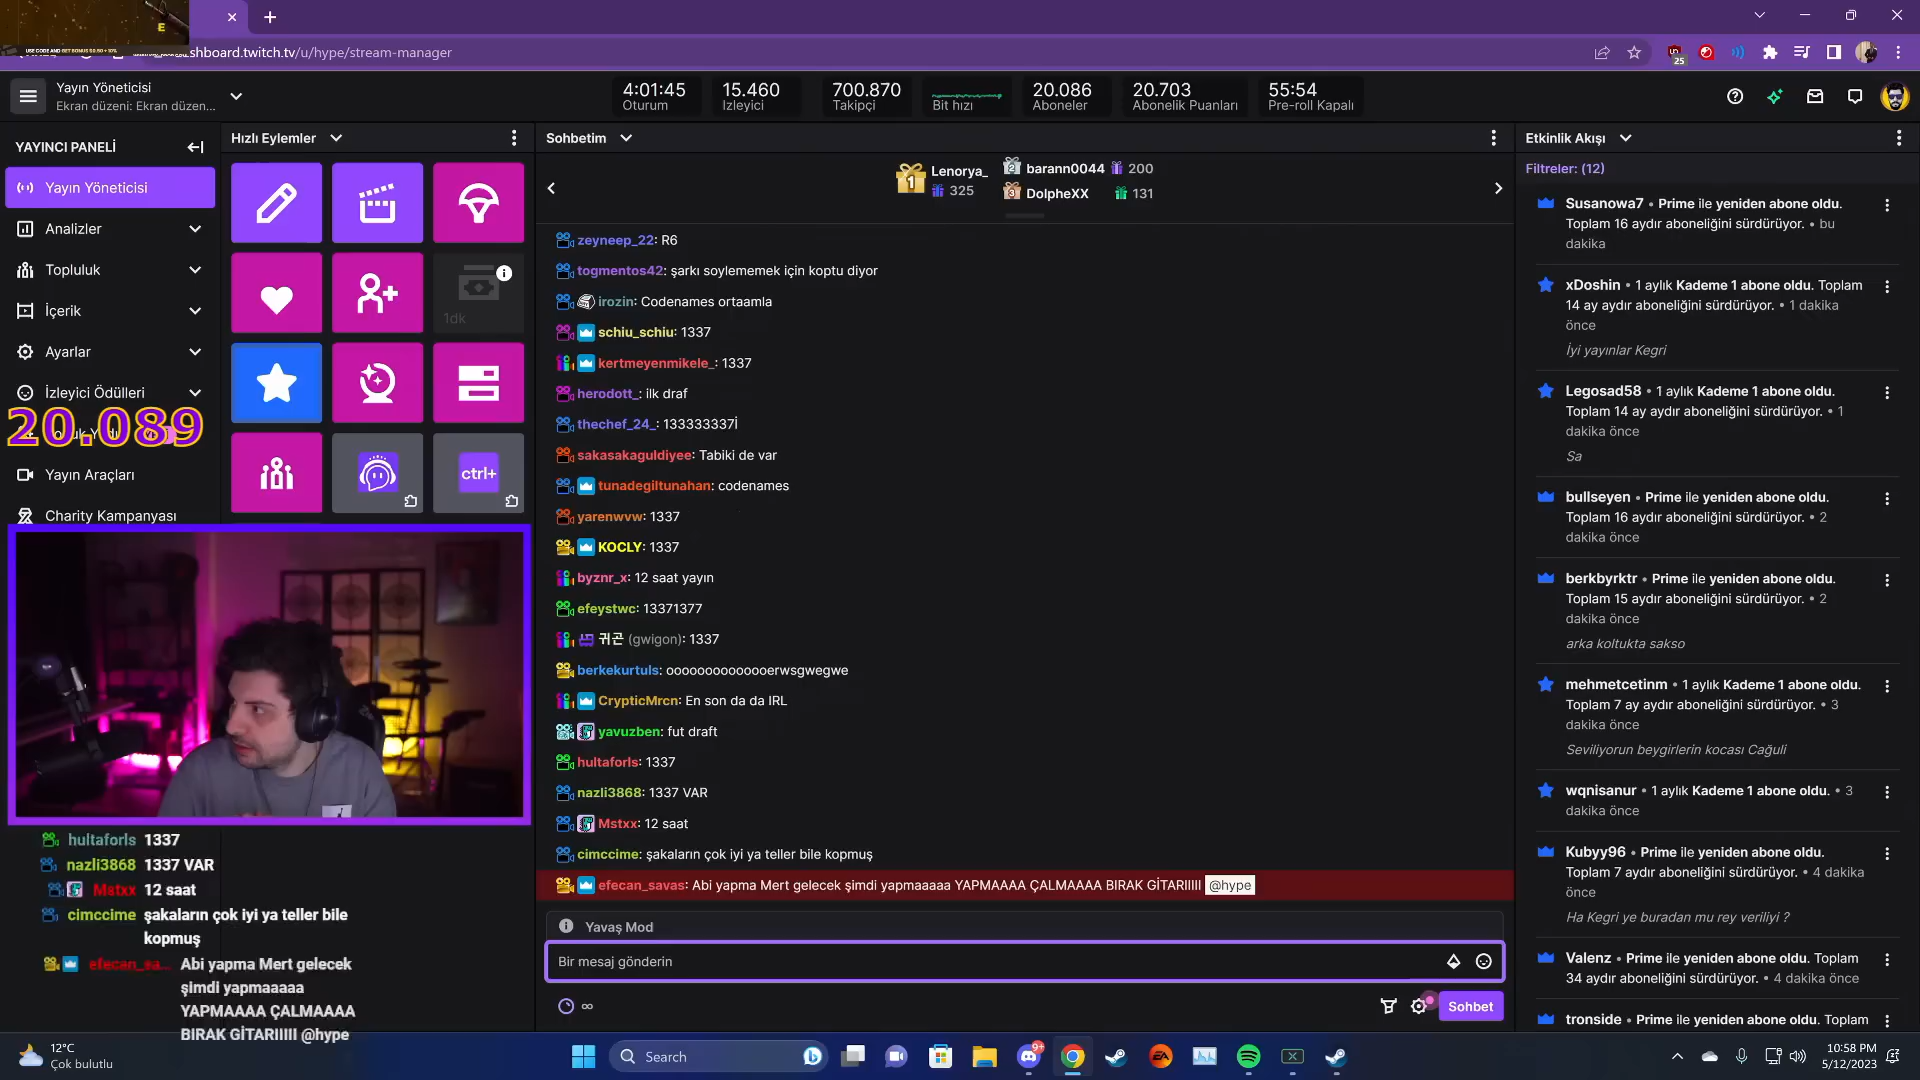 E
USE CODE AND GET BONUS $0.50 + 10%
shboard.twitch.tv/u/hype/stream-manager
25
Yayın Yöneticisi
Ekran düzeni: Ekran düzen...
4:01:45
Oturum
15.460
İzleyici
700.870
Takipçi
Bit hızı
20.086
Aboneler
20.703
Abonelik Puanları
55:54
Pre-roll Kapalı
YAYINCI PANELİ
Yayın Yöneticisi
Analizler
Topluluk
İçerik
Ayarlar
İzleyici Ödülleri
20.089
Yayın Araçları
Charity Kampanyası
Hızlı Eylemler
1dk
ctrl+
hultaforls 1337
nazli3868 1337 VAR
Mstxx 12 saat
cimccime şakaların çok iyi ya teller bile
kopmuş
efecan_sa... Abi yapma Mert gelecek
şimdi yapmaaaaa
YAPMAAAA ÇALMAAAA
BIRAK GİTARIIIII @hype
Sohbetim
1
Lenorya_
325
2
barann0044 200
3
DolpheXX 131
zeyneep_22: R6
togmentos42: şarkı soylememek için koptu diyor
irozin: Codenames ortaamla
schiu_schiu: 1337
kertmeyenmikele_: 1337
herodott_: ilk draf
thechef_24_: 133333337İ
sakasakaguldiyee: Tabiki de var
tunadegiltunahan: codenames
yarenwvw: 1337
KOCLY: 1337
byznr_x: 12 saat yayın
efeystwc: 13371377
귀곤 (gwigon): 1337
berkekurtuls: oooooooooooooerwsgwegwe
CrypticMrcn: En son da da IRL
yavuzben: fut draft
hultaforls: 1337
nazli3868: 1337 VAR
Mstxx: 12 saat
cimccime: şakaların çok iyi ya teller bile kopmuş
efecan_savas: Abi yapma Mert gelecek şimdi yapmaaaaa YAPMAAAA ÇALMAAAA BIRAK GİTARIIIII @hype
Yavaş Mod
Bir mesaj gönderin
∞
Sohbet
Etkinlik Akışı
Filtreler: (12)
Susanowa7 • Prime ile yeniden abone oldu.
Toplam 16 aydır aboneliğini sürdürüyor. • bu
dakika
xDoshin • 1 aylık Kademe 1 abone oldu. Toplam
14 ay aydır aboneliğini sürdürüyor. • 1 dakika
önce
İyi yayınlar Kegri
Legosad58 • 1 aylık Kademe 1 abone oldu.
Toplam 14 ay aydır aboneliğini sürdürüyor. • 1
dakika önce
Sa
bullseyen • Prime ile yeniden abone oldu.
Toplam 16 aydır aboneliğini sürdürüyor. • 2
dakika önce
berkbyrktr • Prime ile yeniden abone oldu.
Toplam 15 aydır aboneliğini sürdürüyor. • 2
dakika önce
arka koltukta sakso
mehmetcetinm • 1 aylık Kademe 1 abone oldu.
Toplam 7 ay aydır aboneliğini sürdürüyor. • 3
dakika önce
Seviliyorun beygirlerin kocası Cağuli
wqnisanur • 1 aylık Kademe 1 abone oldu. • 3
dakika önce
Kubyy96 • Prime ile yeniden abone oldu.
Toplam 7 aydır aboneliğini sürdürüyor. • 4 dakika
önce
Ha Kegri ye buradan mu rey veriliyi ?
Valenz • Prime ile yeniden abone oldu. Toplam
34 aydır aboneliğini sürdürüyor. • 4 dakika önce
tronside • Prime ile yeniden abone oldu. Toplam
12°C
Çok bulutlu
Search
9+
EA
10:58 PM
5/12/2023